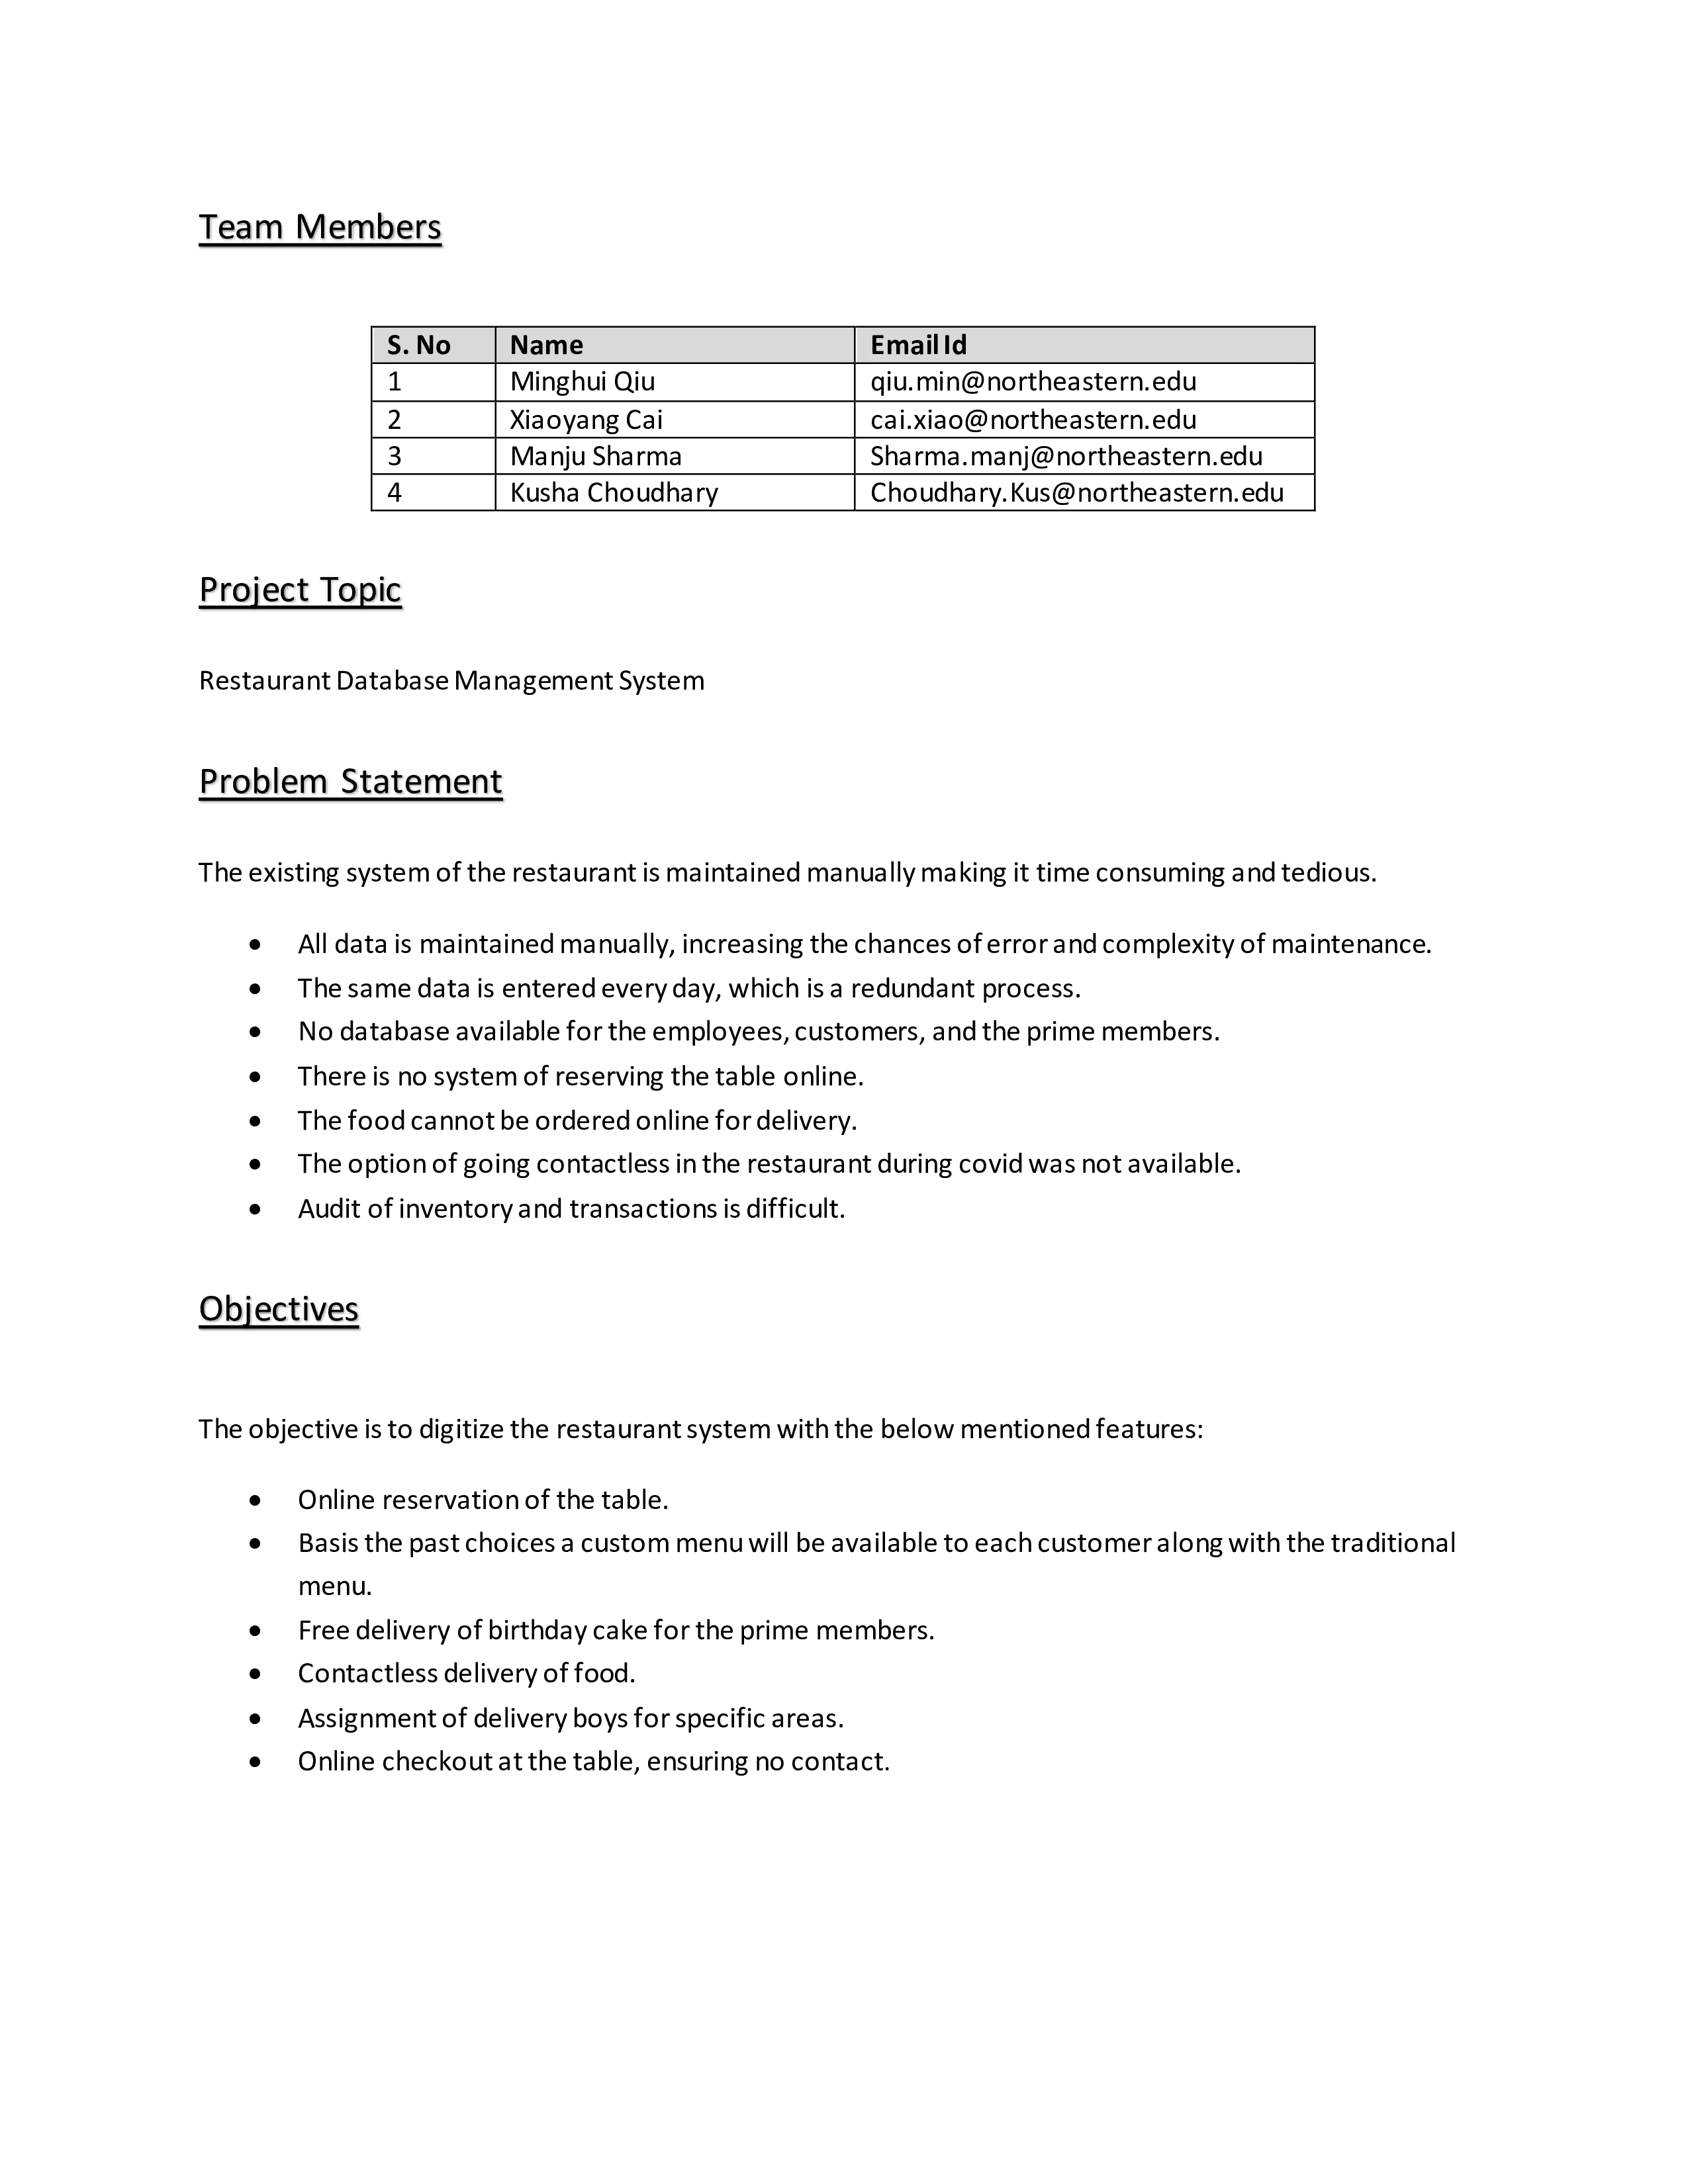 Team Members
S. No Name Email Id
1 Minghui Qiu qiu.min@northeastern.edu
2 Xiaoyang Cai cai.xiao@northeastern.edu
3 Manju Sharma Sharma.manj@northeastern.edu
4 Kusha Choudhary Choudhary.Kus@northeastern.edu
Project Topic
Restaurant Database Management System
Problem Statement
The existing system of the restaurant is maintained manually making it time consuming and tedious.
• All data is maintained manually, increasing the chances of error and complexity of maintenance.
• The same data is entered every day, which is a redundant process.
• No database available for the employees, customers, and the prime members.
• There is no system of reserving the table online.
• The food cannot be ordered online for delivery.
• The option of going contactless in the restaurant during covid was not available.
• Audit of inventory and transactions is difficult.
Objectives
The objective is to digitize the restaurant system with the below mentioned features:
• Online reservation of the table.
• Basis the past choices a custom menu will be available to each customer along with the traditional
menu.
• Free delivery of birthday cake for the prime members.
• Contactless delivery of food.
• Assignment of delivery boys for specific areas.
• Online checkout at the table, ensuring no contact.